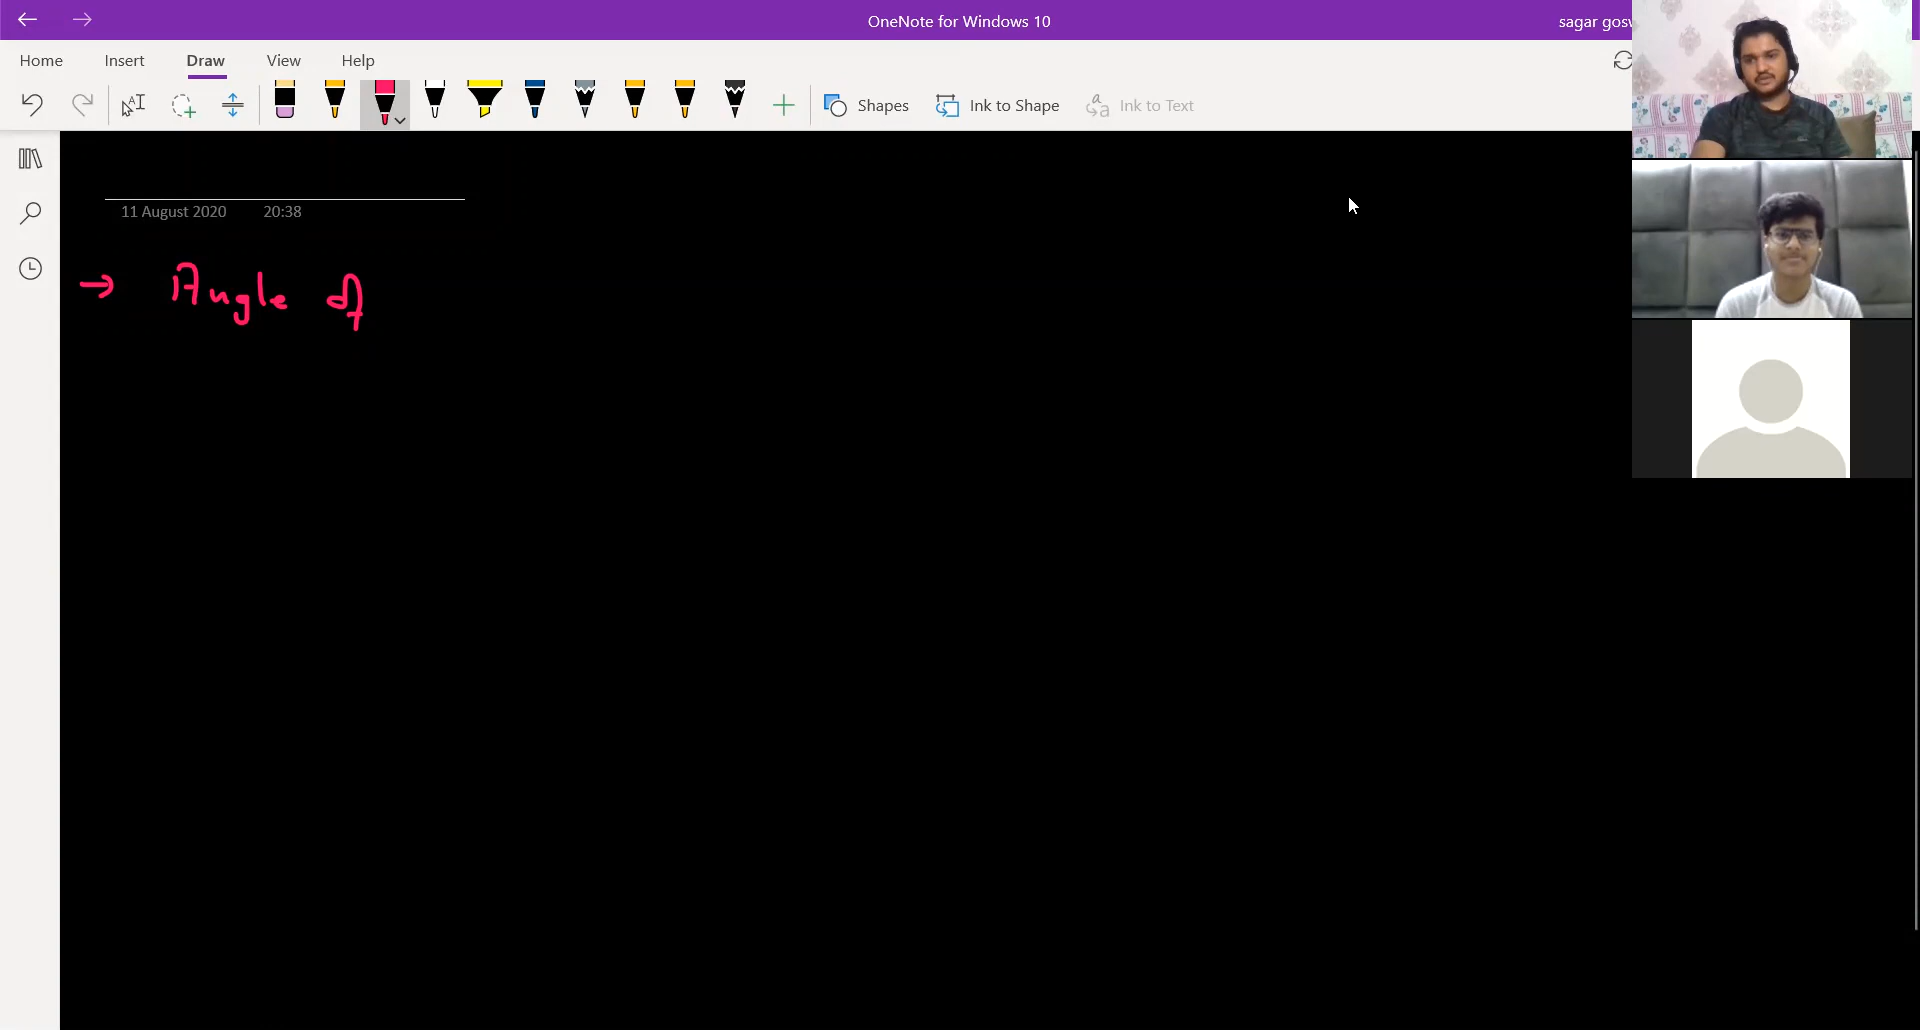 OneNote for Windows 10
sagar gosw
Home Insert Draw View Help
Shapes Ink to Shape Ink to Text
11 August 2020 20:38
→ Angle of